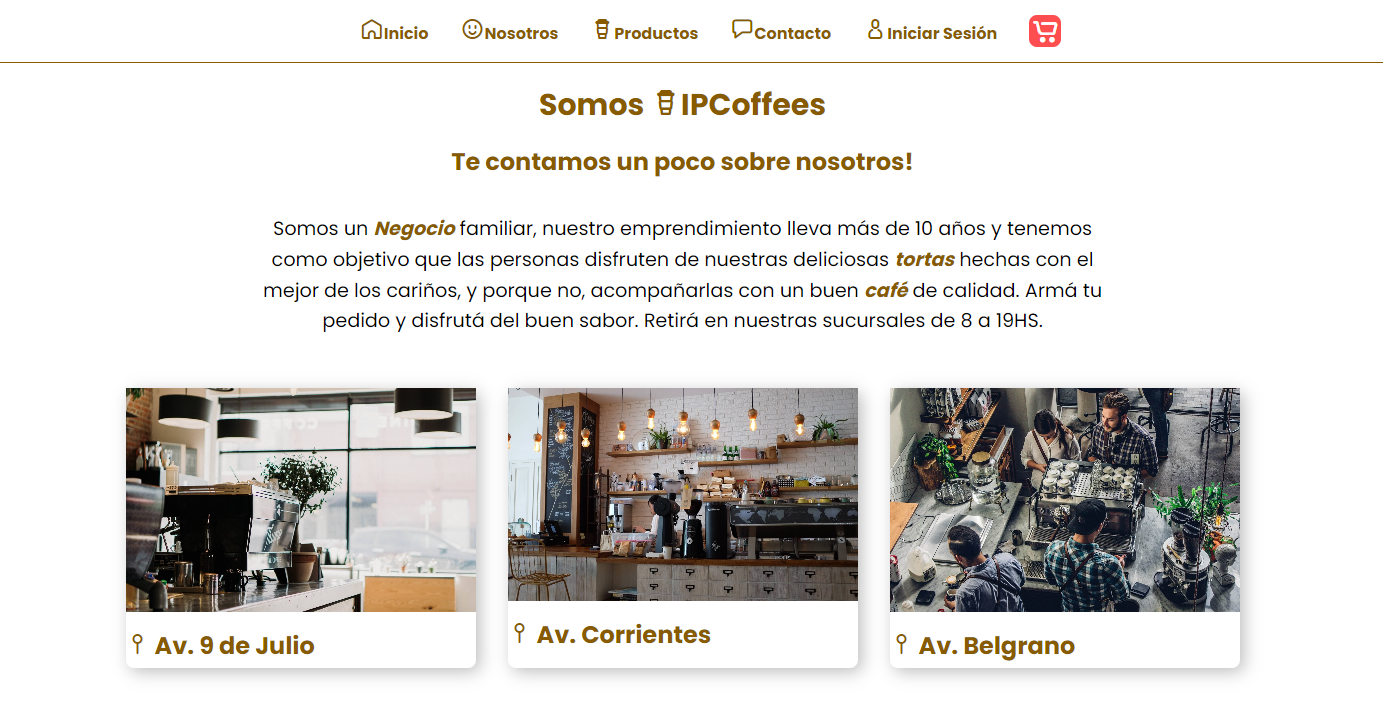 Inicio Nosotros Productos Contacto Iniciar Sesión
Somos IPCoffees
Te contamos un poco sobre nosotros!
Somos un Negocio familiar, nuestro emprendimiento lleva más de 10 años y tenemos
como objetivo que las personas disfruten de nuestras deliciosas tortas hechas con el
mejor de los cariños, y porque no, acompañarlas con un buen café de calidad. Armá tu
pedido y disfrutá del buen sabor. Retirá en nuestras sucursales de 8 a 19HS.
Av. 9 de Julio
Av. Corrientes
Av. Belgrano